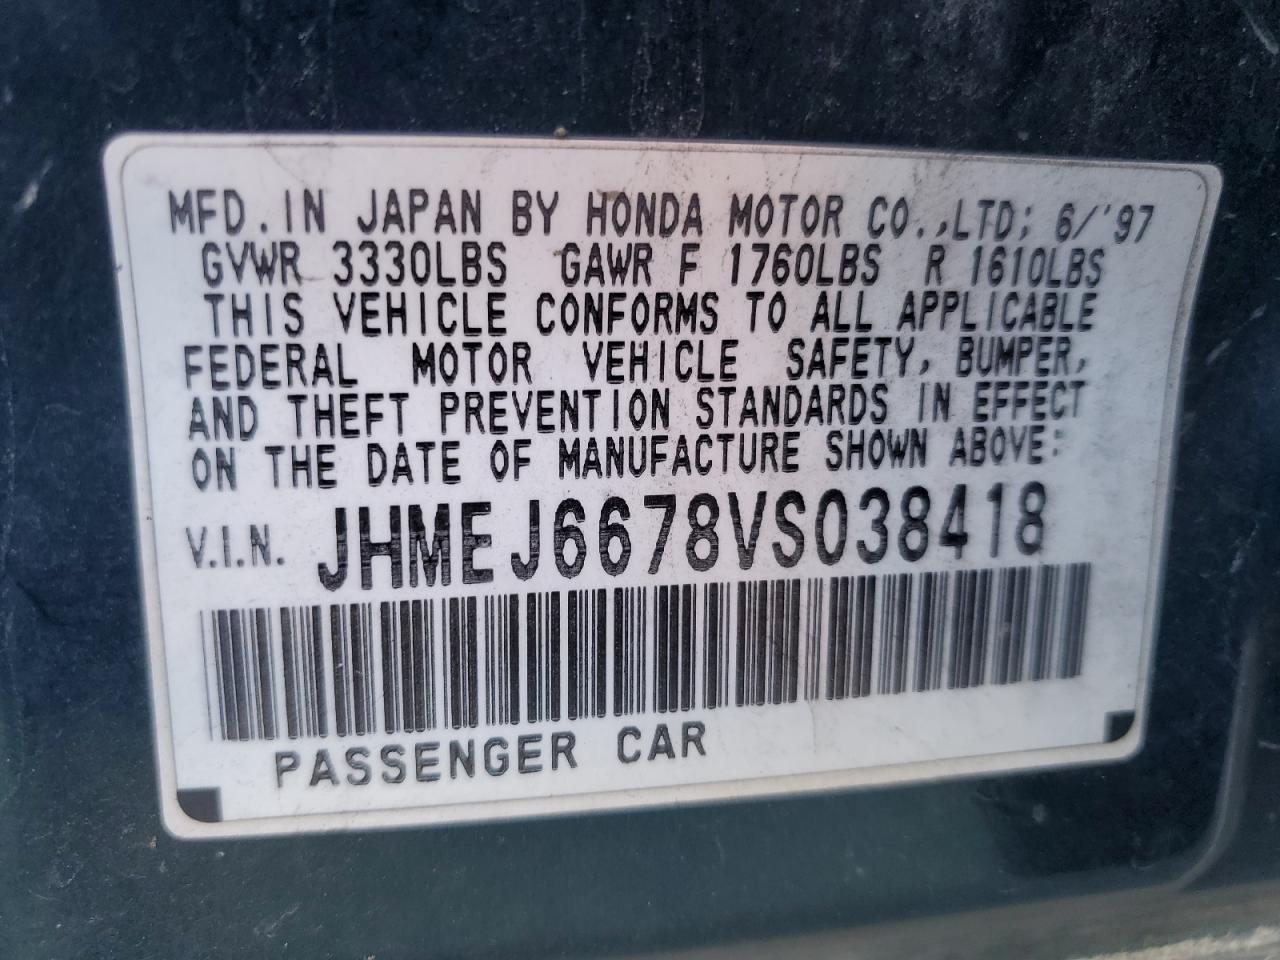 MFD. IN JAPAN BY HONDA MOTOR CO.,LTD; 6/'97
GVWR 3330LBS GAWR F 1760LBS R 1610LBS
THIS VEHICLE CONFORMS TO ALL APPLICABLE
FEDERAL MOTOR VEHICLE SAFETY, BUMPER,
AND THEFT PREVENTION STANDARDS IN EFFECT
ON THE DATE OF MANUFACTURE SHOWN ABOVE:
V.I.N. JHMEJ6678VS038418
PASSENGER CAR